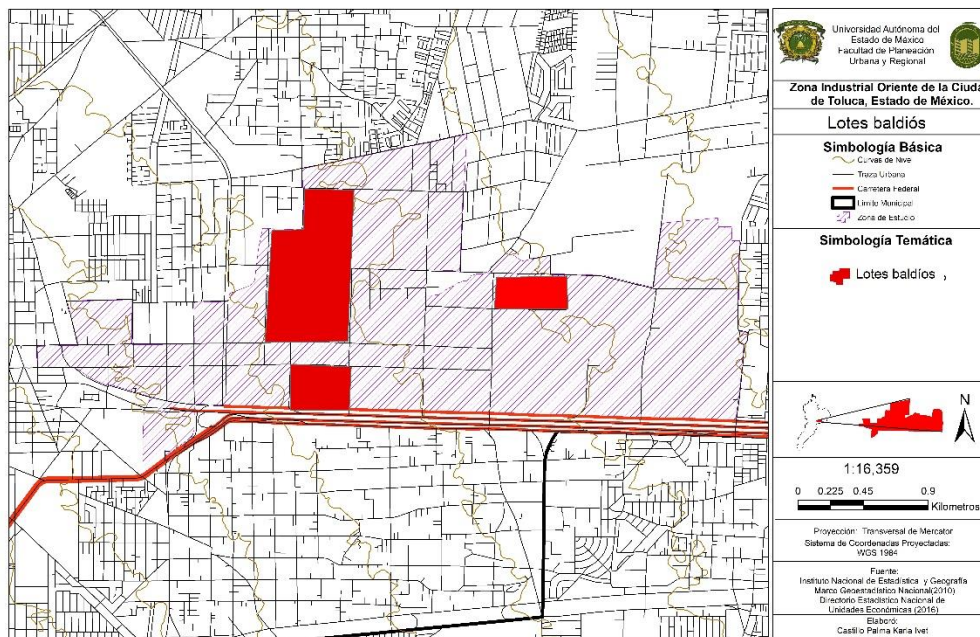 Universidad Autónoma del
Estado de México
Facultad de Planeación
Urbana y Regional
Zona Industrial Oriente de la Ciuda
de Toluca, Estado de México.
Lotes baldiós
Simbología Básica
Curvas de Nive
Traza Urbana
Carretera Federal
Limite Municipal
Zona de Estudio
Simbología Temática
Lotes baldíos
N
1:16,359
0 0.225 0.45 0.9
Kilometros
Proyección: Transversal de Mercator
Sistema de Coordenadas Proyectadas:
WGS 1984
Fuente:
Instituto Nacional de Estadística y Geografía
Marco Geoestadístico Nacional(2010)
Directorio Estadístico Nacional de
Unidades Económicas (2016)
Elaboró:
Castillo Palma Karla Ivet